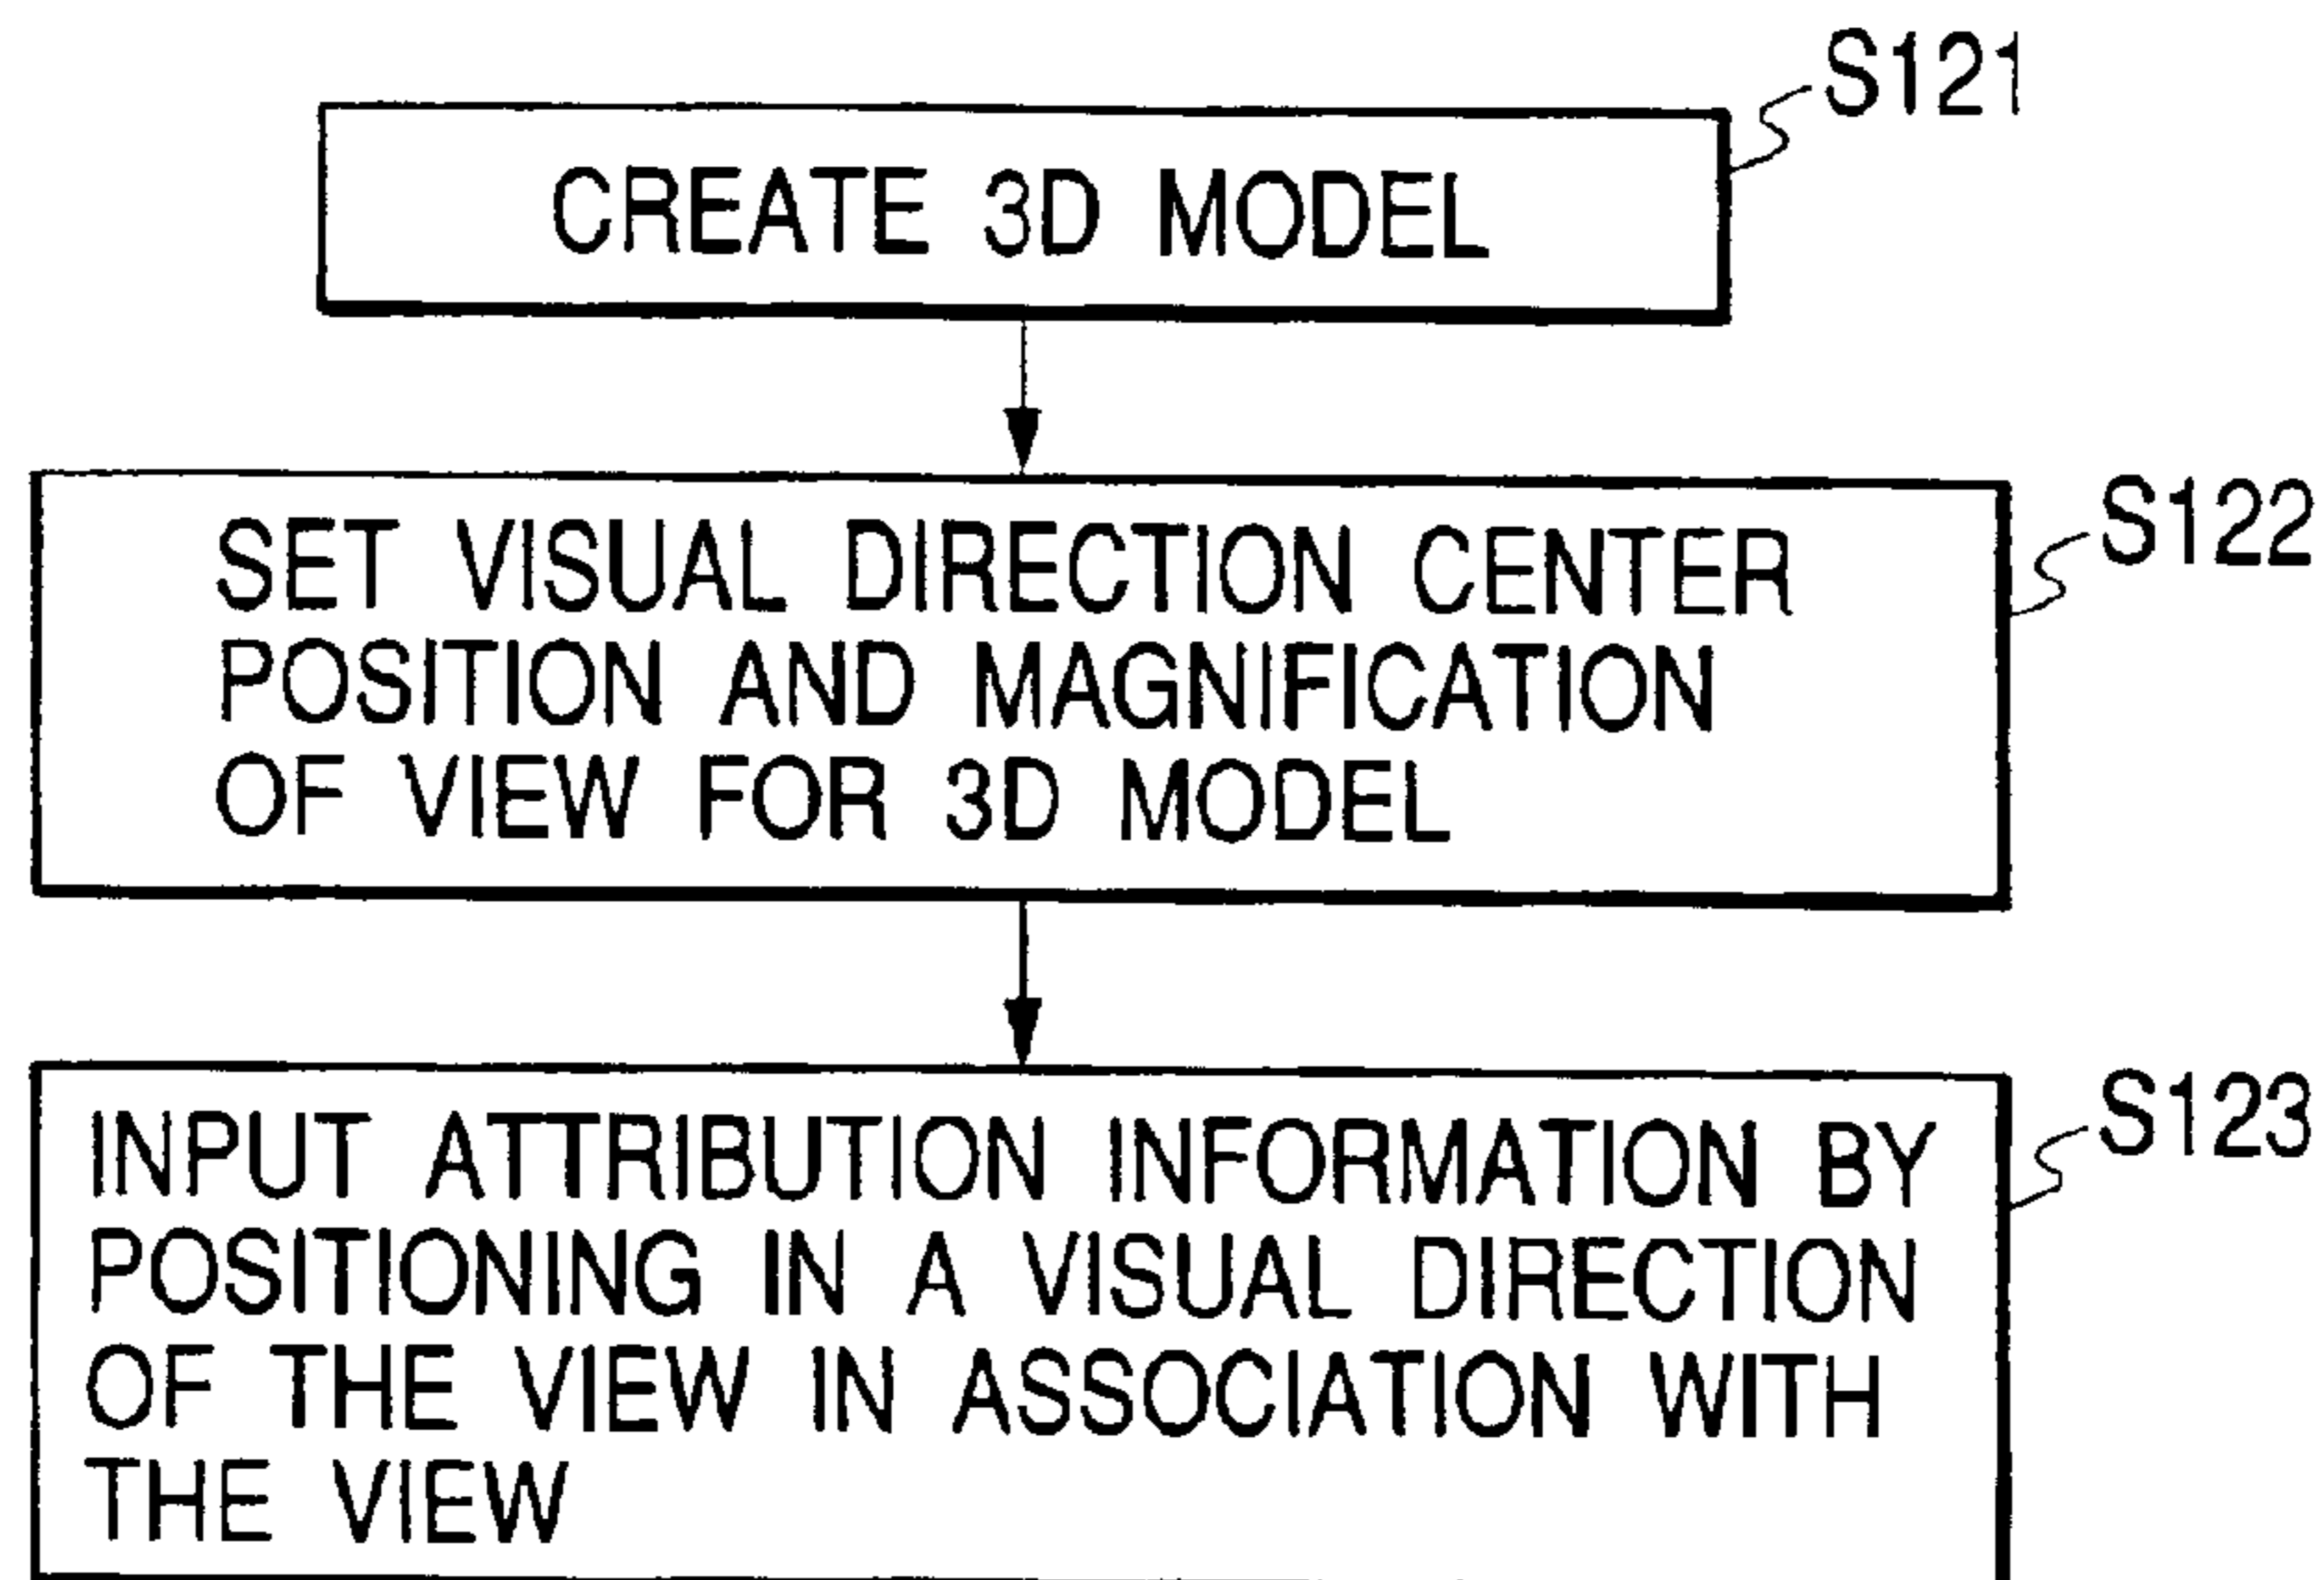 S121
CREATE 3D MODEL
S122
SET VISUAL DIRECTION CENTER
POSITION AND MAGNIFICATION
OF VIEW FOR 3D MODEL
S123
INPUT ATTRIBUTION INFORMATION BY
POSITIONING IN A VISUAL DIRECTION
OF THE VIEW IN ASSOCIATION WITH
THE VIEW